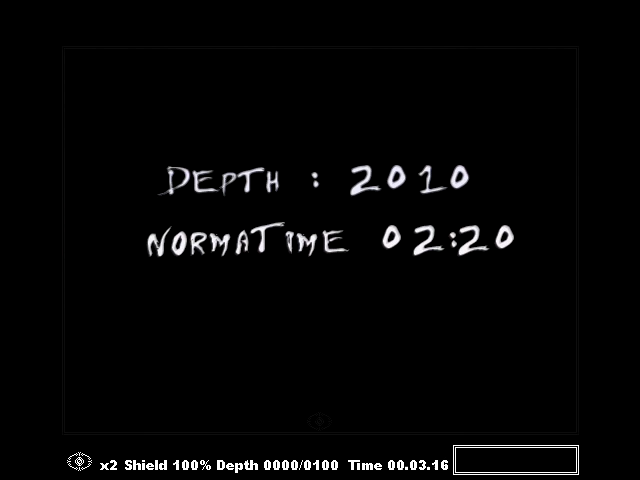 DEPTH : 2010
NORMATIME 02:20
x2 Shield 100% Depth 0000/0100 Time 00.03.16